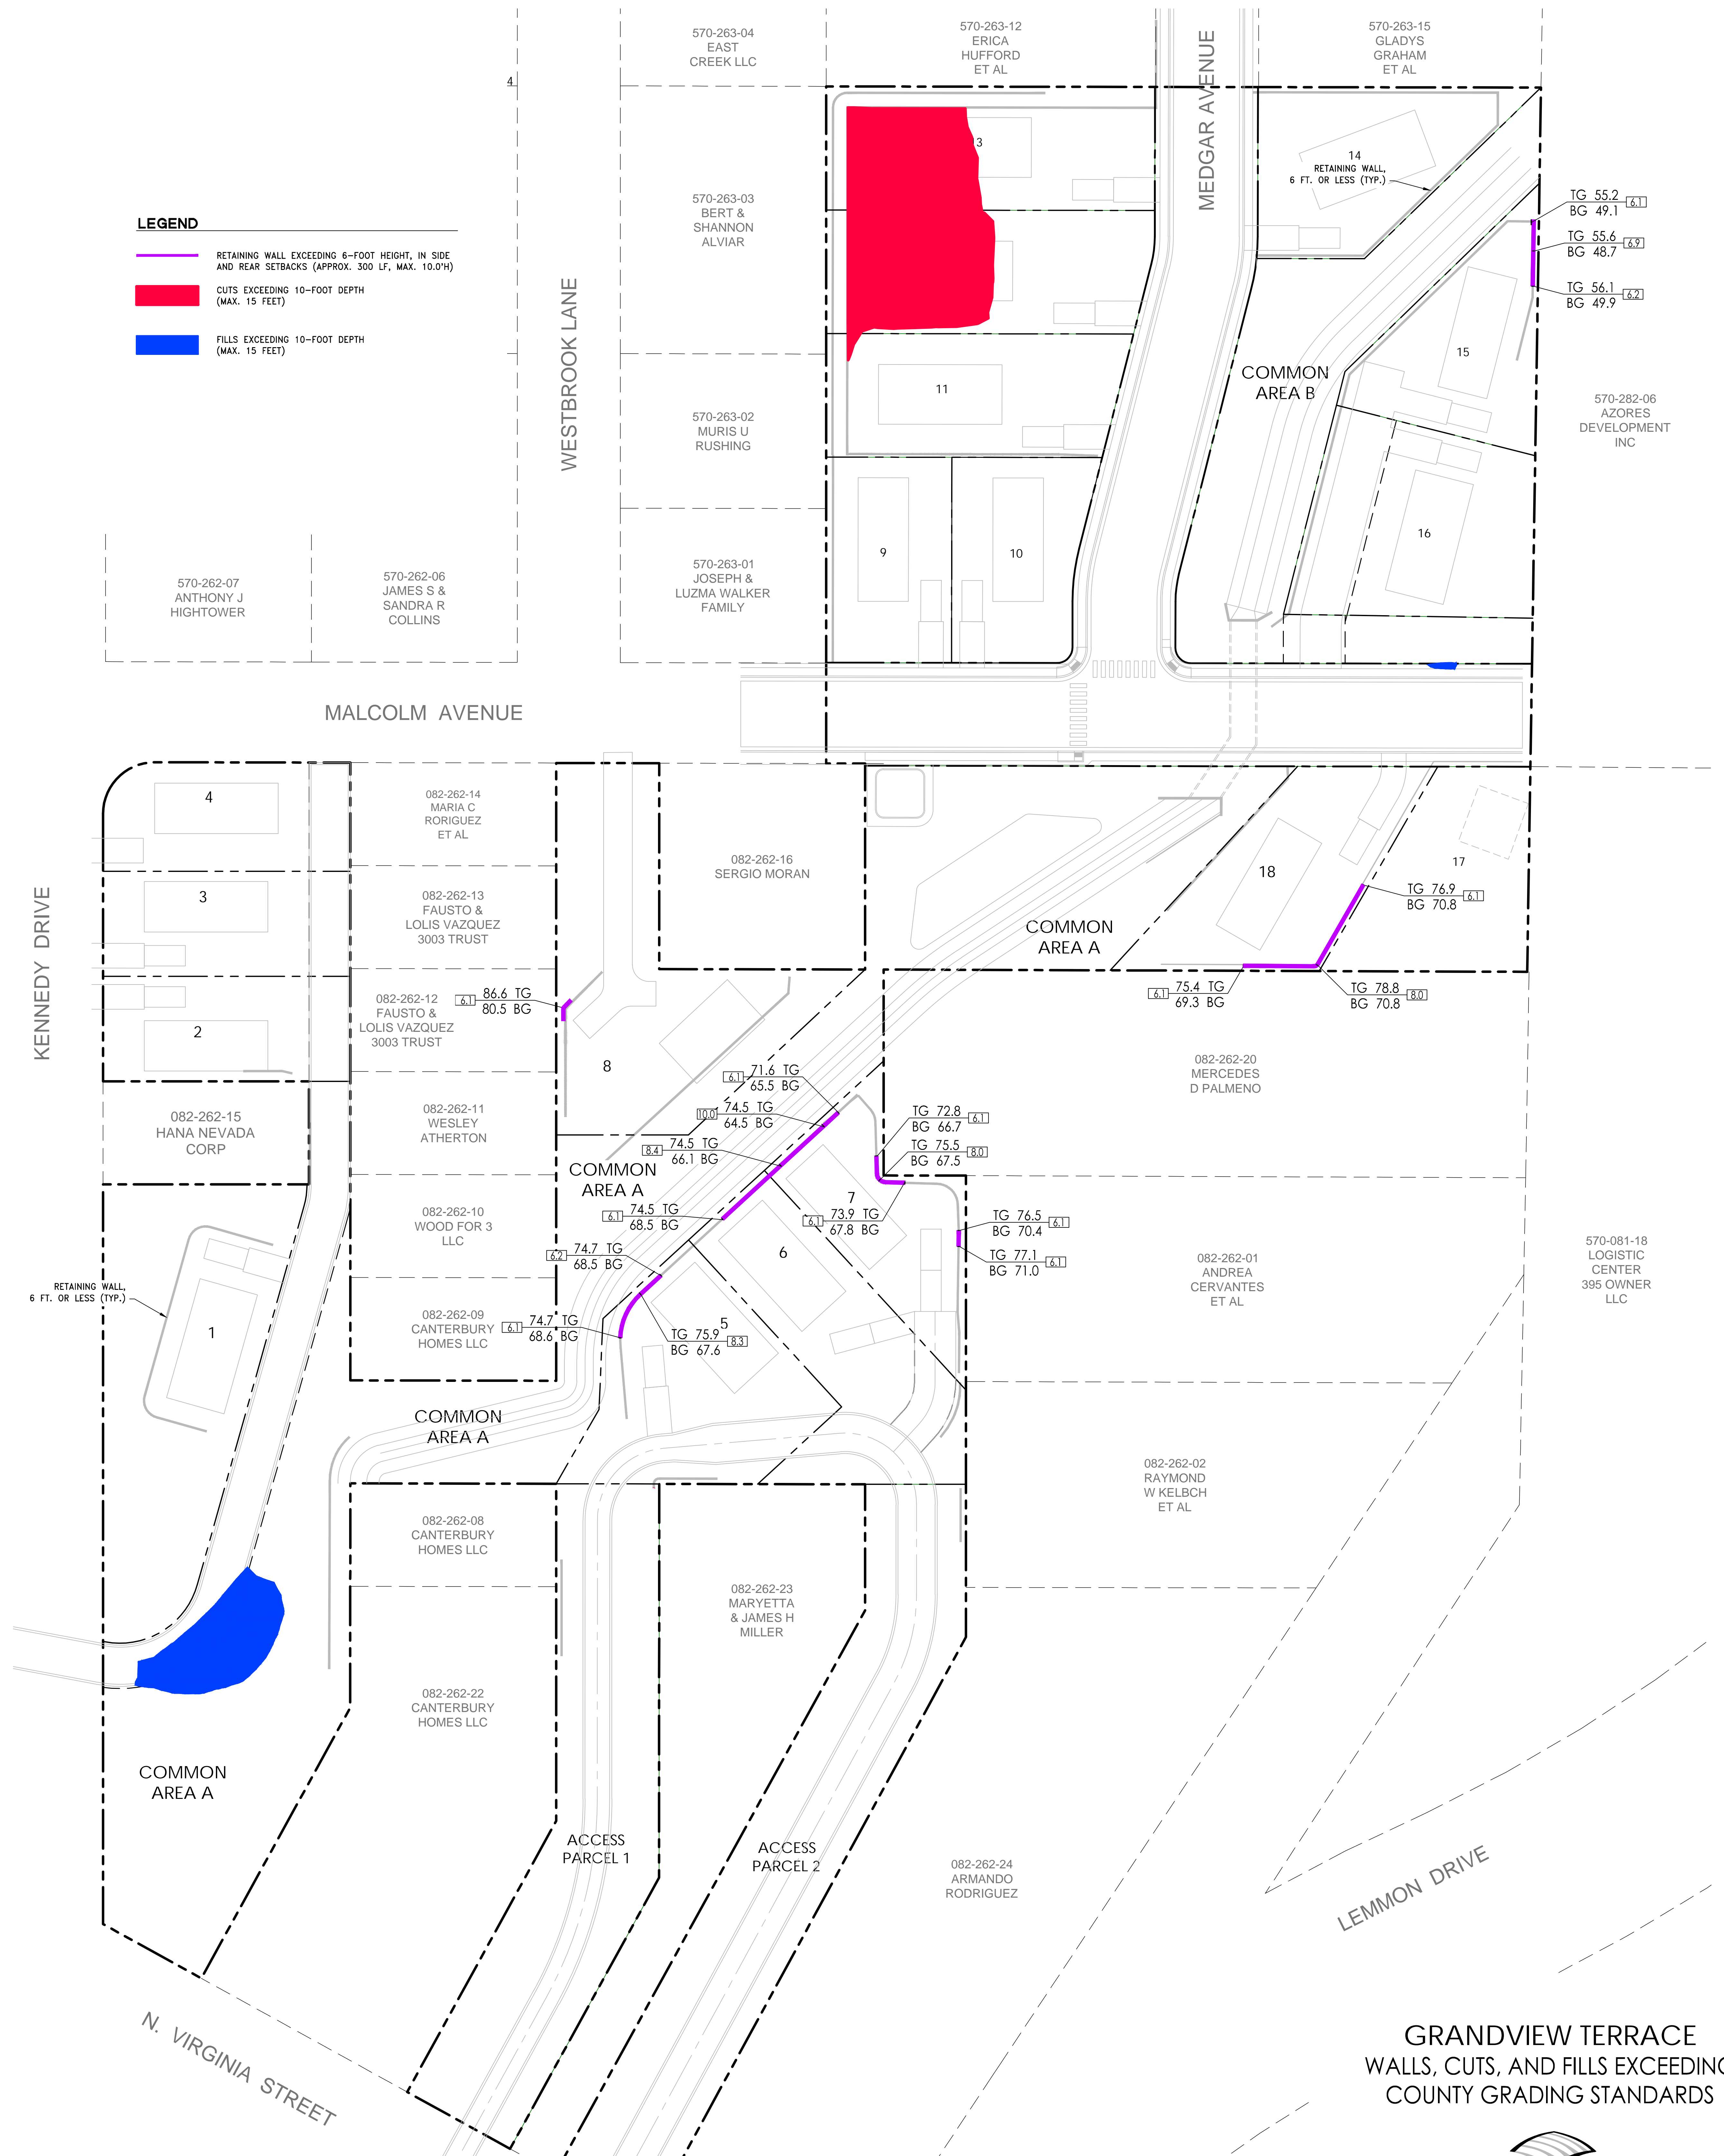 570-263-04
EAST
CREEK LLC
570-263-12
ERICA
HUFFORD
ET AL
MEDGAR AVENUE
570-263-15
GLADYS
GRAHAM
ET AL
4
3
14
RETAINING WALL,
6 FT. OR LESS (TYP.)
LEGEND
RETAINING WALL EXCEEDING 6-FOOT HEIGHT, IN SIDE
AND REAR SETBACKS (APPROX. 300 LF, MAX. 10.0'H)
CUTS EXCEEDING 10-FOOT DEPTH
(MAX. 15 FEET)
FILLS EXCEEDING 10-FOOT DEPTH
(MAX. 15 FEET)
570-263-03
BERT &
SHANNON
ALVIAR
TG 55.2
BG 49.1
6.1
TG 55.6
BG 48.7
6.9
TG 56.1
BG 49.9
6.2
WESTBROOK LANE
11
15
COMMON
AREA B
570-263-02
MURIS U
RUSHING
570-282-06
AZORES
DEVELOPMENT
INC
9
10
16
570-262-07
ANTHONY J
HIGHTOWER
570-262-06
JAMES S &
SANDRA R
COLLINS
570-263-01
JOSEPH &
LUZMA WALKER
FAMILY
MALCOLM AVENUE
KENNEDY DRIVE
4
3
2
082-262-14
MARIA C
RORIGUEZ
ET AL
082-262-13
FAUSTO &
LOLIS VAZQUEZ
3003 TRUST
082-262-12
FAUSTO &
LOLIS VAZQUEZ
3003 TRUST
082-262-16
SERGIO MORAN
18
17
COMMON
AREA A
TG 76.9
BG 70.8
6.1
6.1
75.4 TG
69.3 BG
TG 78.8
BG 70.8
8.0
6.1
86.6 TG
80.5 BG
8
082-262-20
MERCEDES
D PALMENO
082-262-15
HANA NEVADA
CORP
082-262-11
WESLEY
ATHERTON
6.1
71.6 TG
65.5 BG
10.0
74.5 TG
64.5 BG
8.4
74.5 TG
66.1 BG
TG 72.8
BG 66.7
6.1
TG 75.5
BG 67.5
8.0
COMMON
AREA A
7
6.1
73.9 TG
67.8 BG
6.1
74.5 TG
68.5 BG
TG 76.5
BG 70.4
6.1
TG 77.1
BG 71.0
6.1
082-262-10
WOOD FOR 3
LLC
6
6.2
74.7 TG
68.5 BG
082-262-01
ANDREA
CERVANTES
ET AL
570-081-18
LOGISTIC
CENTER
395 OWNER
LLC
RETAINING WALL,
6 FT. OR LESS (TYP.)
1
082-262-09
CANTERBURY
HOMES LLC
6.1
74.7 TG
68.6 BG
5
TG 75.9
BG 67.6
8.3
COMMON
AREA A
082-262-02
RAYMOND
W KELBCH
ET AL
082-262-08
CANTERBURY
HOMES LLC
082-262-23
MARYETTA
& JAMES H
MILLER
082-262-22
CANTERBURY
HOMES LLC
COMMON
AREA A
ACCESS
PARCEL 1
ACCESS
PARCEL 2
082-262-24
ARMANDO
RODRIGUEZ
LEMMON DRIVE
N. VIRGINIA STREET
GRANDVIEW TERRACE
WALLS, CUTS, AND FILLS EXCEEDING
COUNTY GRADING STANDARDS